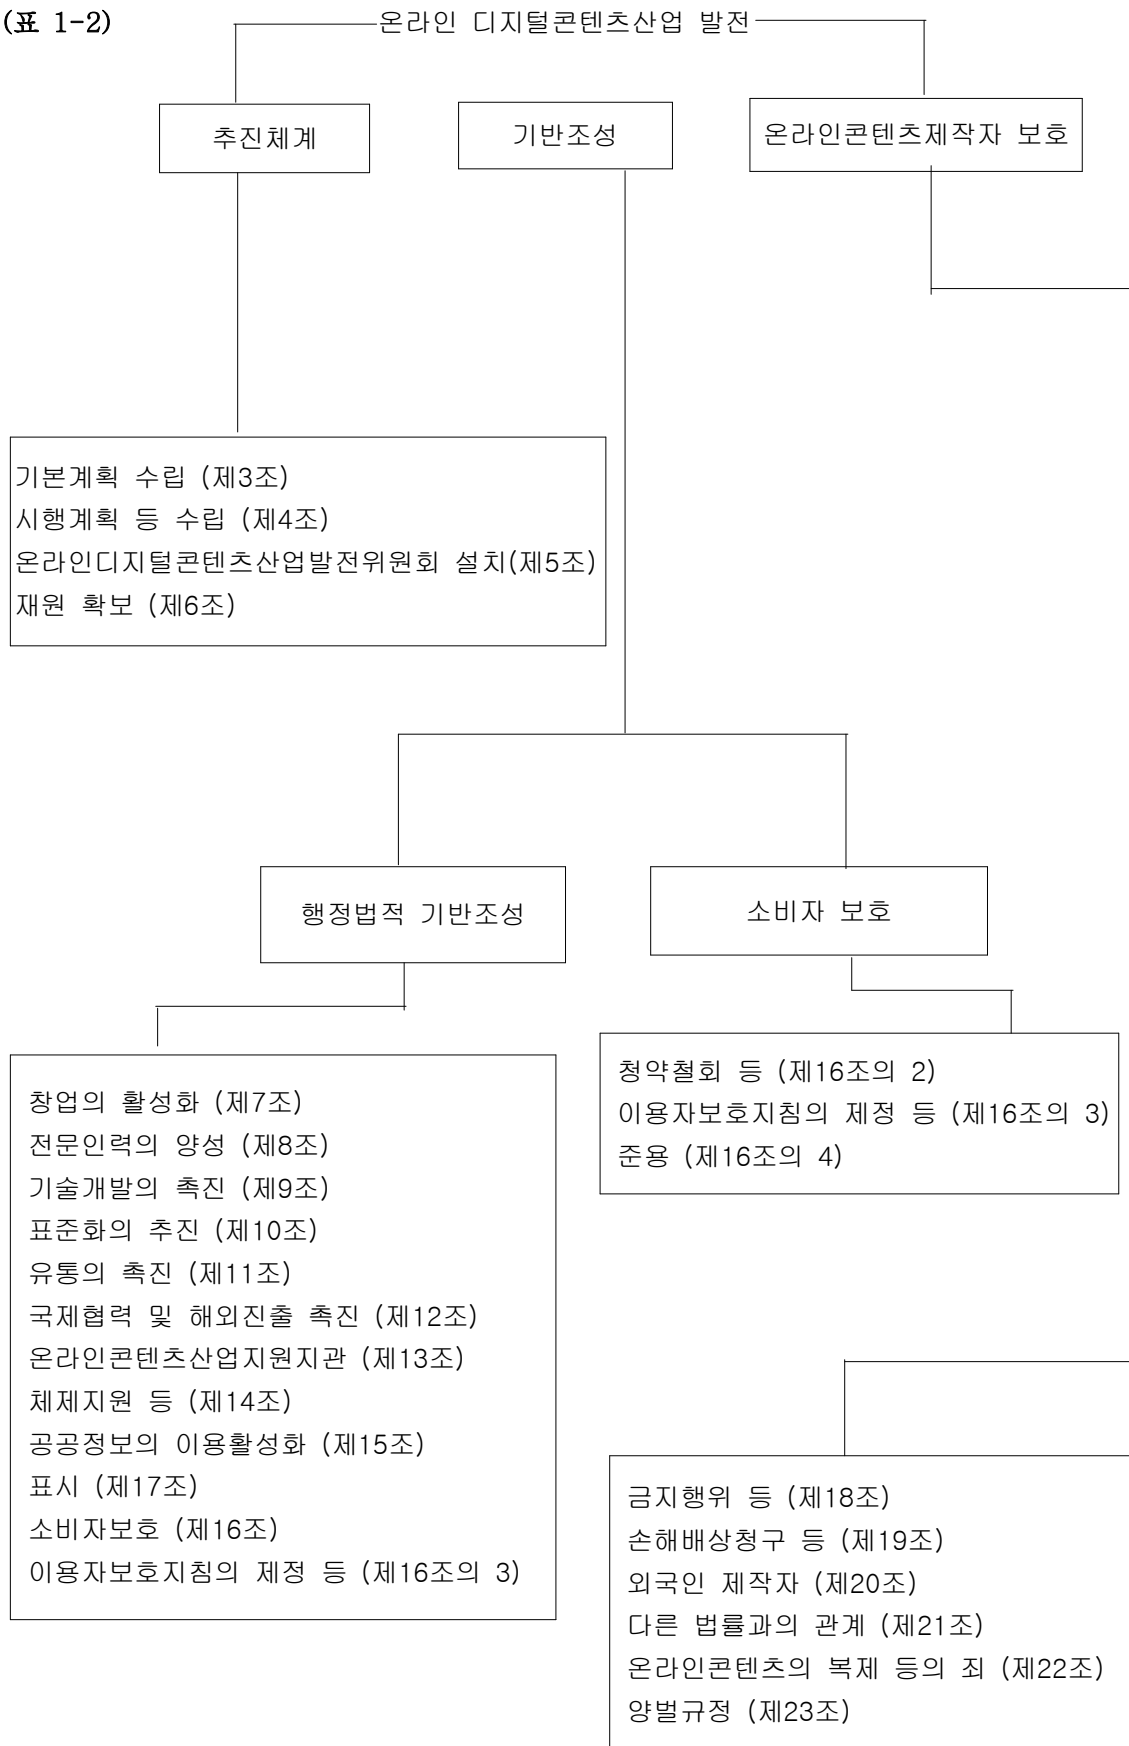 (표 1-2)
온라인 디지털콘텐츠산업 발전
추진체계
기반조성
온라인콘텐츠제작자 보호
기본계획 수립 (제3조)
시행계획 등 수립 (제4조)
온라인디지털콘텐츠산업발전위원회 설치(제5조)
재원 확보 (제6조)
행정법적 기반조성
소비자 보호
창업의 활성화 (제7조)
전문인력의 양성 (제8조)
기술개발의 촉진 (제9조)
표준화의 추진 (제10조)
유통의 촉진 (제11조)
국제협력 및 해외진출 촉진 (제12조)
온라인콘텐츠산업지원지관 (제13조)
체제지원 등 (제14조)
공공정보의 이용활성화 (제15조)
표시 (제17조)
소비자보호 (제16조)
이용자보호지침의 제정 등 (제16조의 3)
청약철회 등 (제16조의 2)
이용자보호지침의 제정 등 (제16조의 3)
준용 (제16조의 4)
금지행위 등 (제18조)
손해배상청구 등 (제19조)
외국인 제작자 (제20조)
다른 법률과의 관계 (제21조)
온라인콘텐츠의 복제 등의 죄 (제22조)
양벌규정 (제23조)